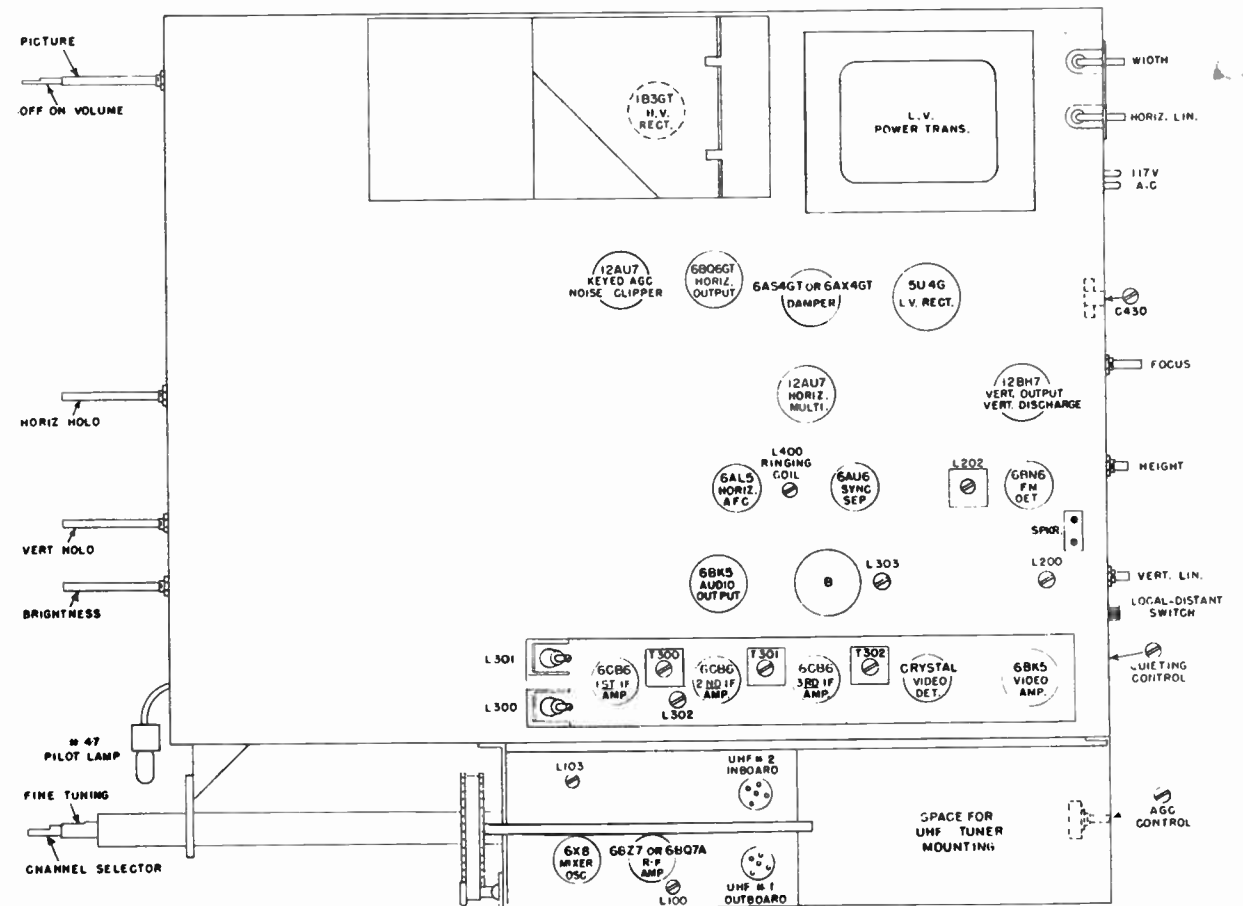 PICTURE
OFF ON VOLUME
1B3GT
H.V.
RECT.
L.V.
POWER TRANS.
WIDTH
HORIZ. LIN.
117V
A.C
12AU7
KEYED AGC
NOISE CLIPPER
6BQ6GT
HORIZ.
OUTPUT
6AS4GT OR 6AX4GT
DAMPER
5U4G
L.V. RECT.
C430
FOCUS
HORIZ HOLD
12AU7
HORIZ.
MULTI.
12BH7
VERT. OUTPUT
VERT. DISCHARGE
L400
RINGING
COIL
6AL5
HORIZ.
AFC
6AU6
SYNC
SEP
L202
6BN6
FM
DET.
HEIGHT
SPKR.
VERT HOLD
BRIGHTNESS
6BK5
AUDIO
OUTPUT
B
L303
L200
VERT. LIN.
LOCAL-DISTANT
SWITCH
L301
6CB6
1ST IF
AMP
T300
6CB6
2ND IF
AMP.
T301
6CB6
3RD IF
AMP.
T302
CRYSTAL
VIDEO
DET.
6BK5
VIDEO
AMP.
QUIETING
CONTROL
L300
L302
# 47
PILOT LAMP
L103
UHF # 2
INBOARD
FINE TUNING
CHANNEL SELECTOR
6X8
MIXER
OSC
6BZ7 OR 6BQ7A
R-F
AMP
L100
UHF # 1
OUTBOARD
SPACE FOR
UHF TUNER
MOUNTING
AGC
CONTROL